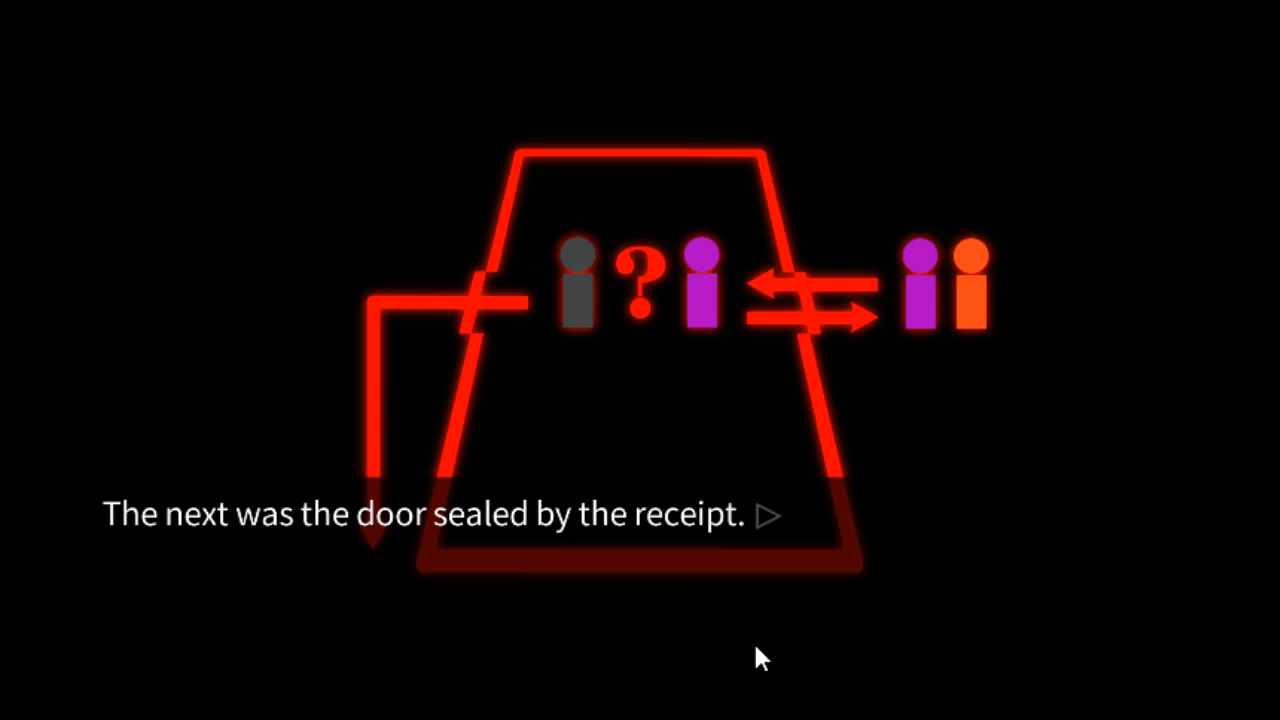 ?
The next was the door sealed by the receipt.